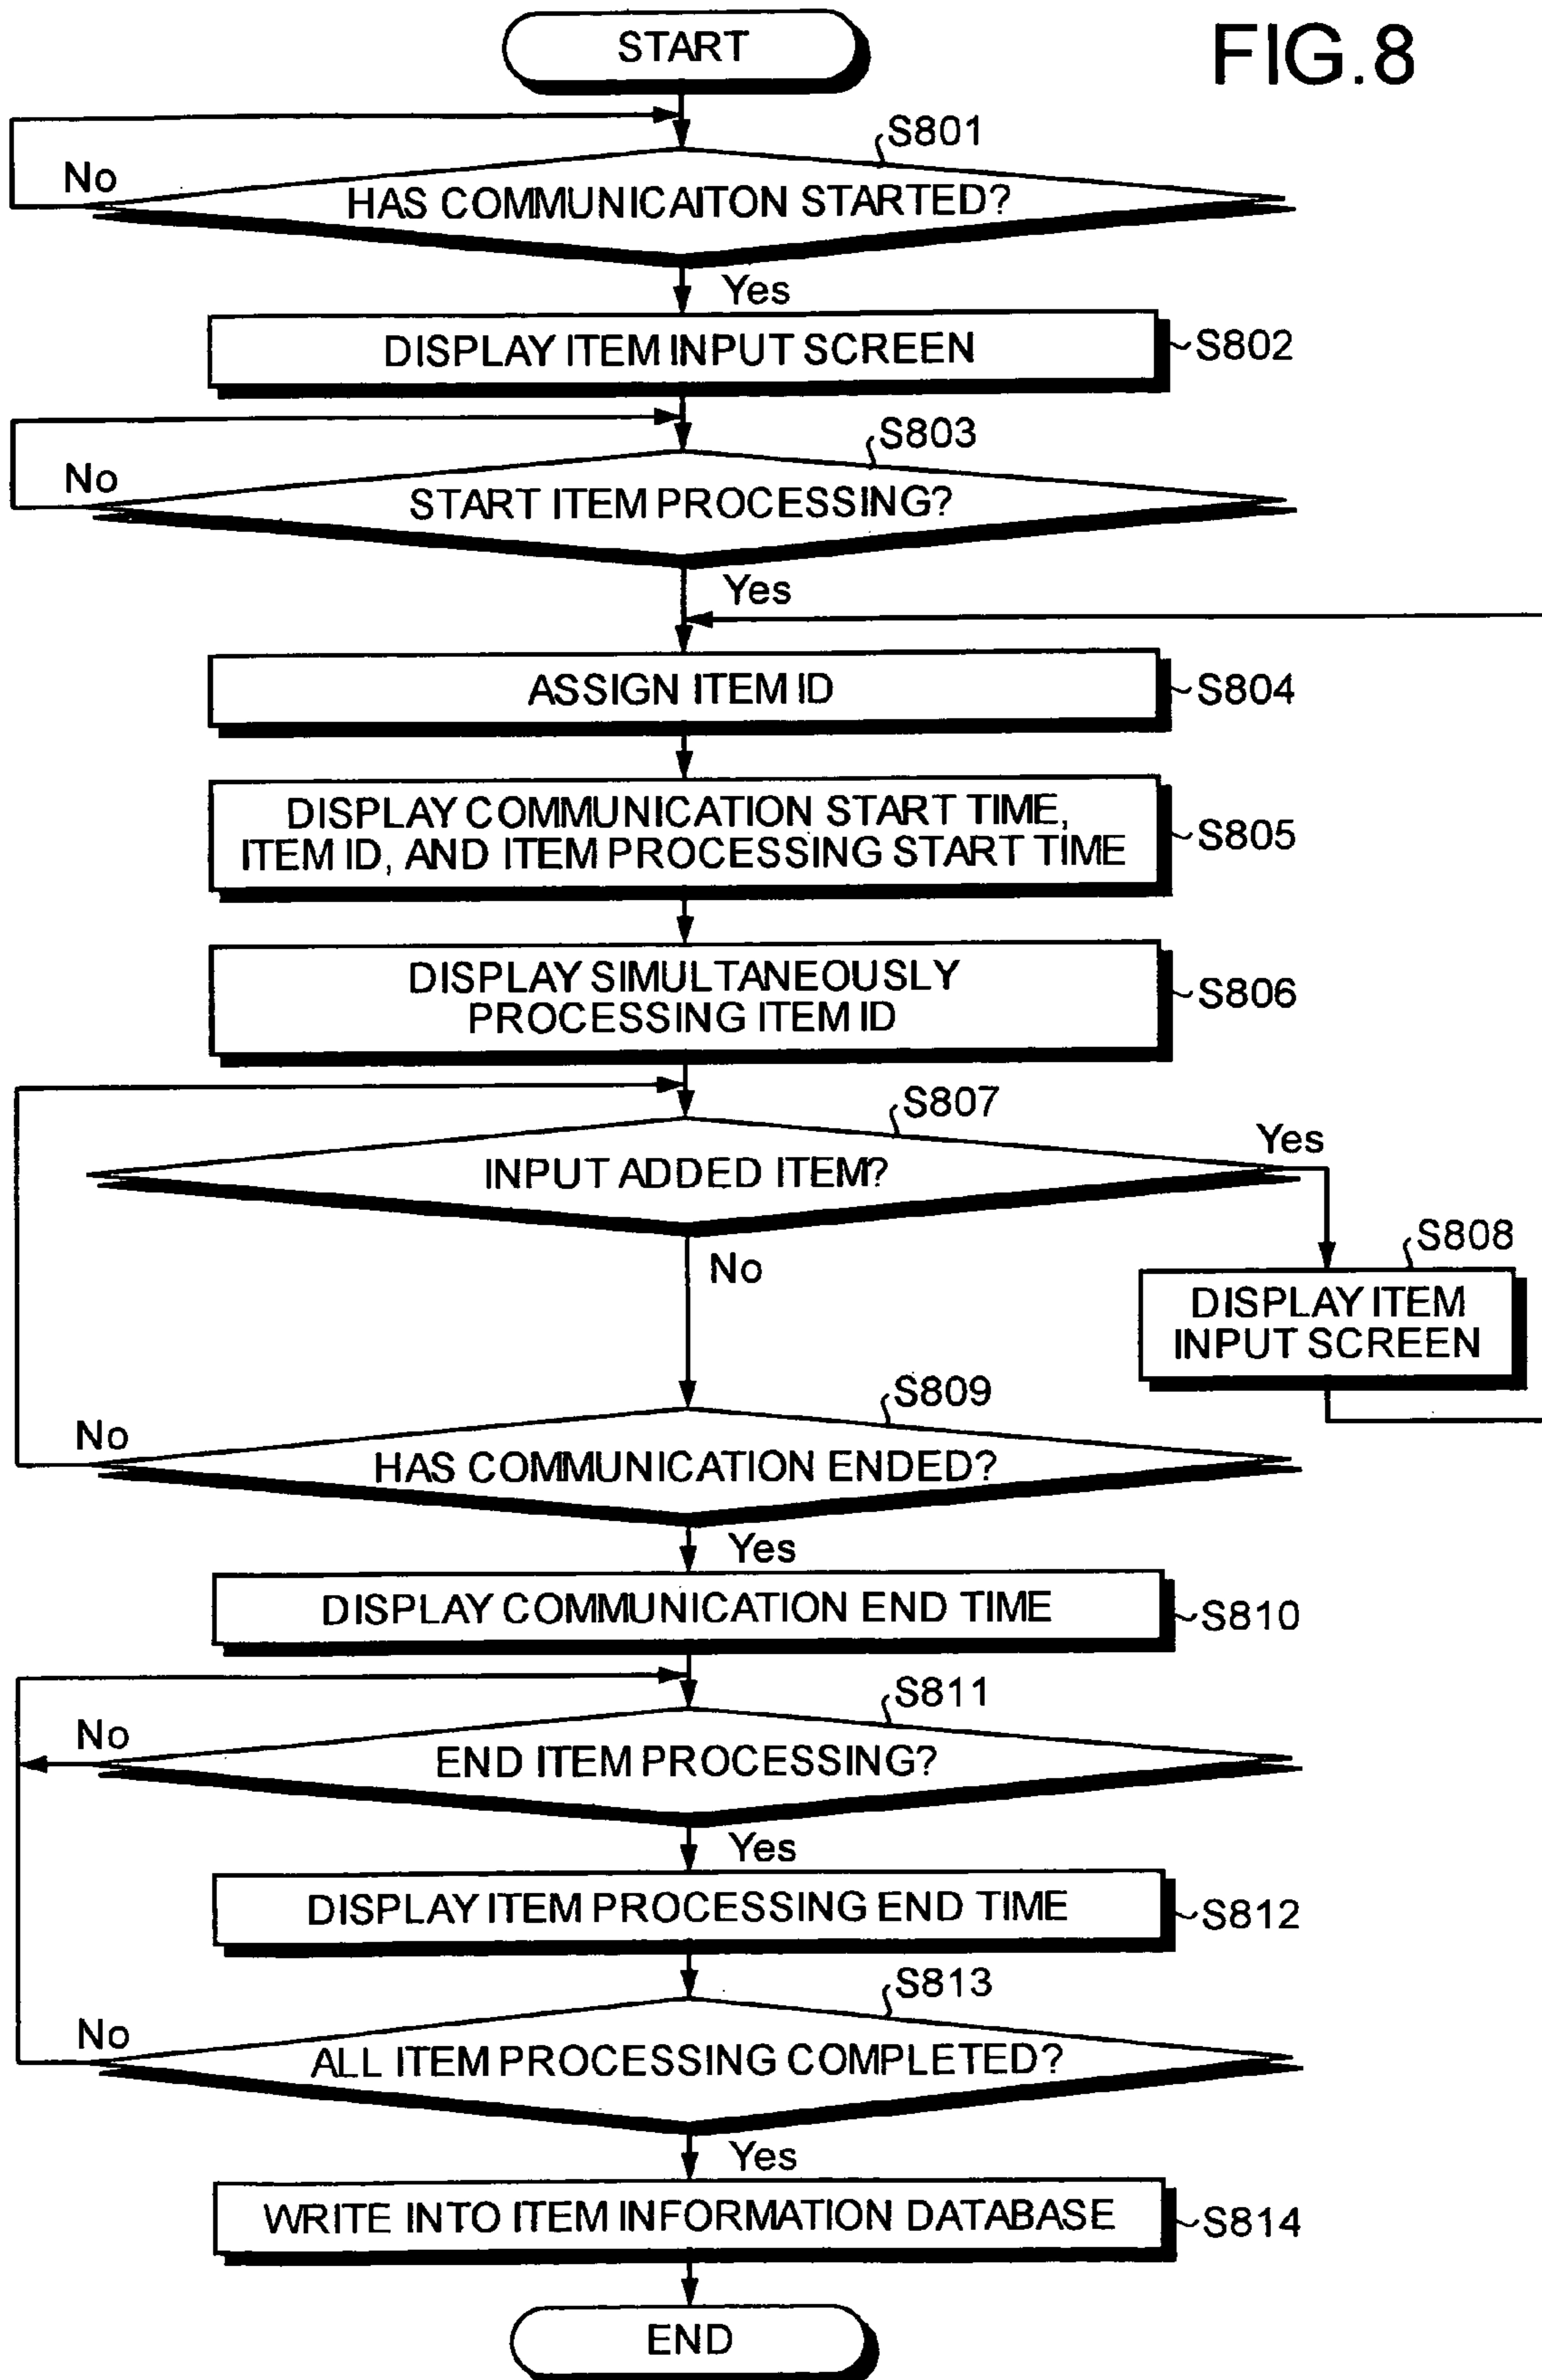 FIG.8
START
S801
No
HAS COMMUNICAITON STARTED?
Yes
DISPLAY ITEM INPUT SCREEN
S802
S803
No
START ITEM PROCESSING?
Yes
ASSIGN ITEM ID
S804
DISPLAY COMMUNICATION START TIME,
ITEM ID, AND ITEM PROCESSING START TIME
S805
DISPLAY SIMULTANEOUSLY
PROCESSING ITEM ID
S806
S807
Yes
INPUT ADDED ITEM?
No
S808
DISPLAY ITEM
INPUT SCREEN
S809
No
HAS COMMUNICATION ENDED?
Yes
DISPLAY COMMUNICATION END TIME
S810
S811
No
END ITEM PROCESSING?
Yes
DISPLAY ITEM PROCESSING END TIME
S812
S813
No
ALL ITEM PROCESSING COMPLETED?
Yes
WRITE INTO ITEM INFORMATION DATABASE
S814
END